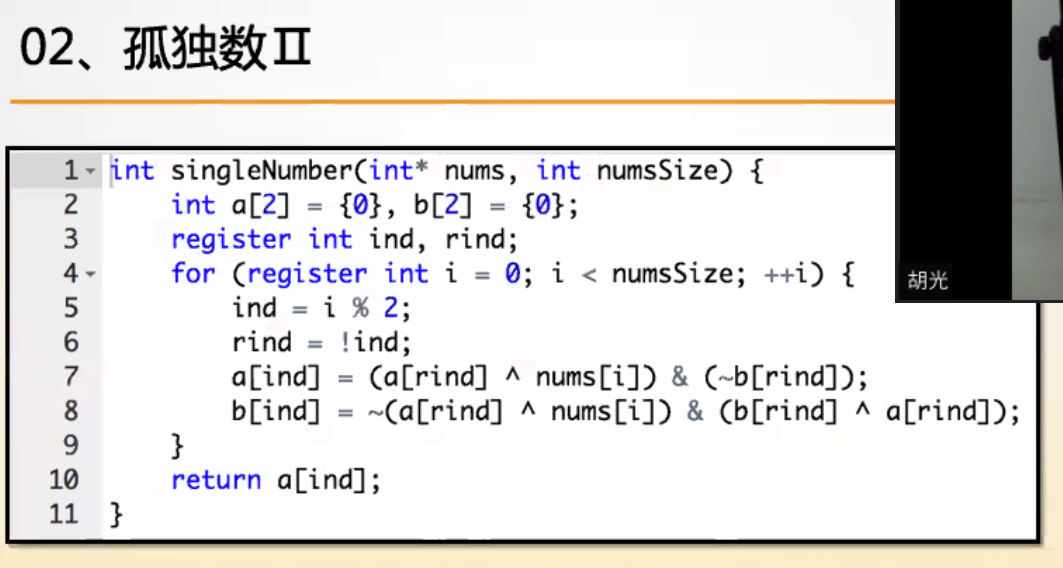 02、孤独数Ⅱ
胡光
1 int singleNumber(int* nums, int numsSize) {
2     int a[2] = {0}, b[2] = {0};
3     register int ind, rind;
4     for (register int i = 0; i < numsSize; ++i) {
5         ind = i % 2;
6         rind = !ind;
7         a[ind] = (a[rind] ^ nums[i]) & (~b[rind]);
8         b[ind] = ~(a[rind] ^ nums[i]) & (b[rind] ^ a[rind]);
9     }
10     return a[ind];
11 }